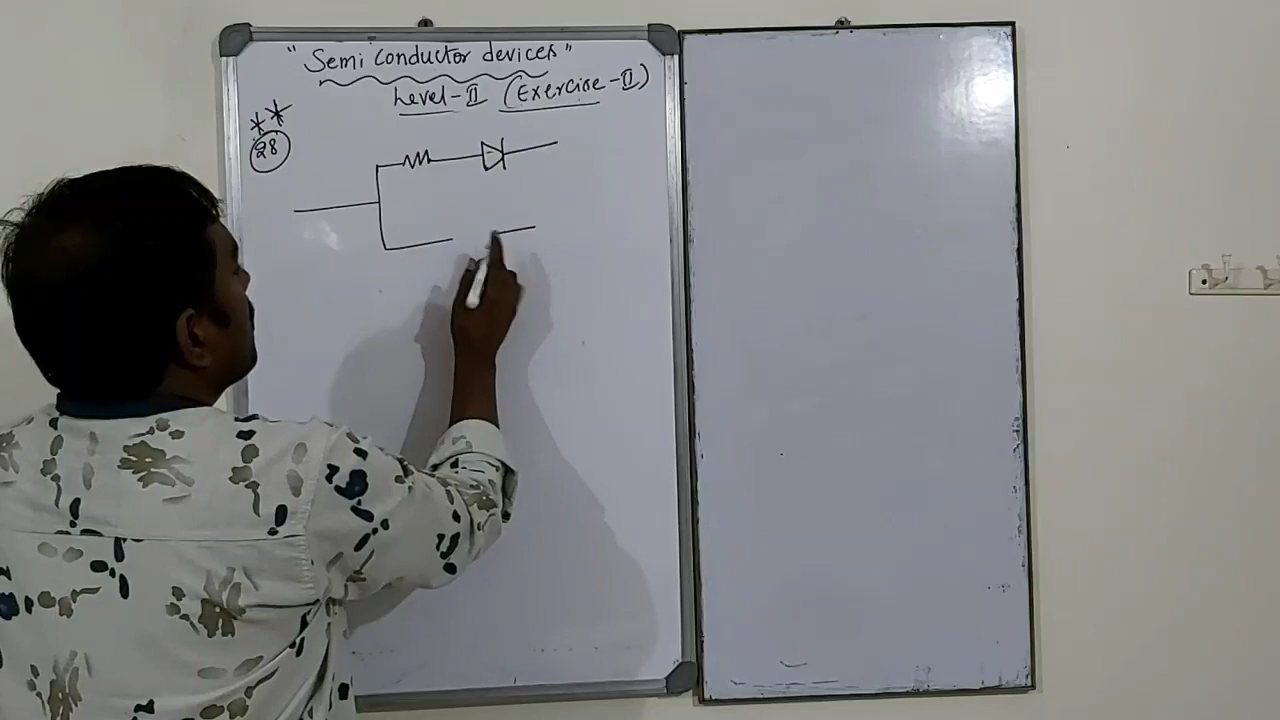 "Semi Conductor devices"
Level-II (Exercise-II)
**
28